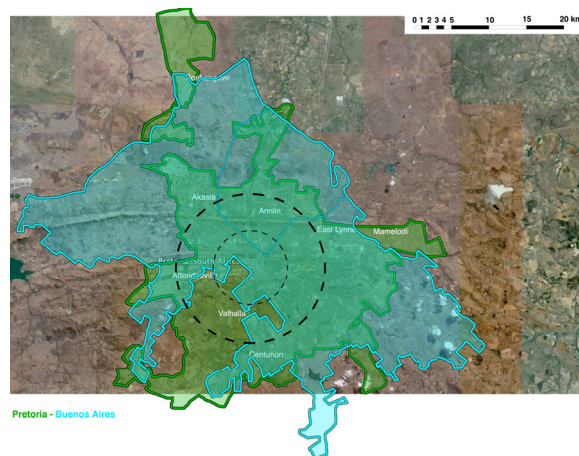 0 1 2 3 4 5 10 15 20 km
Akasia
Anniin
East Lynne
Mamelodi
Atteridgeville
Valhalla
Centurion
Pretoria - Buenos Aires